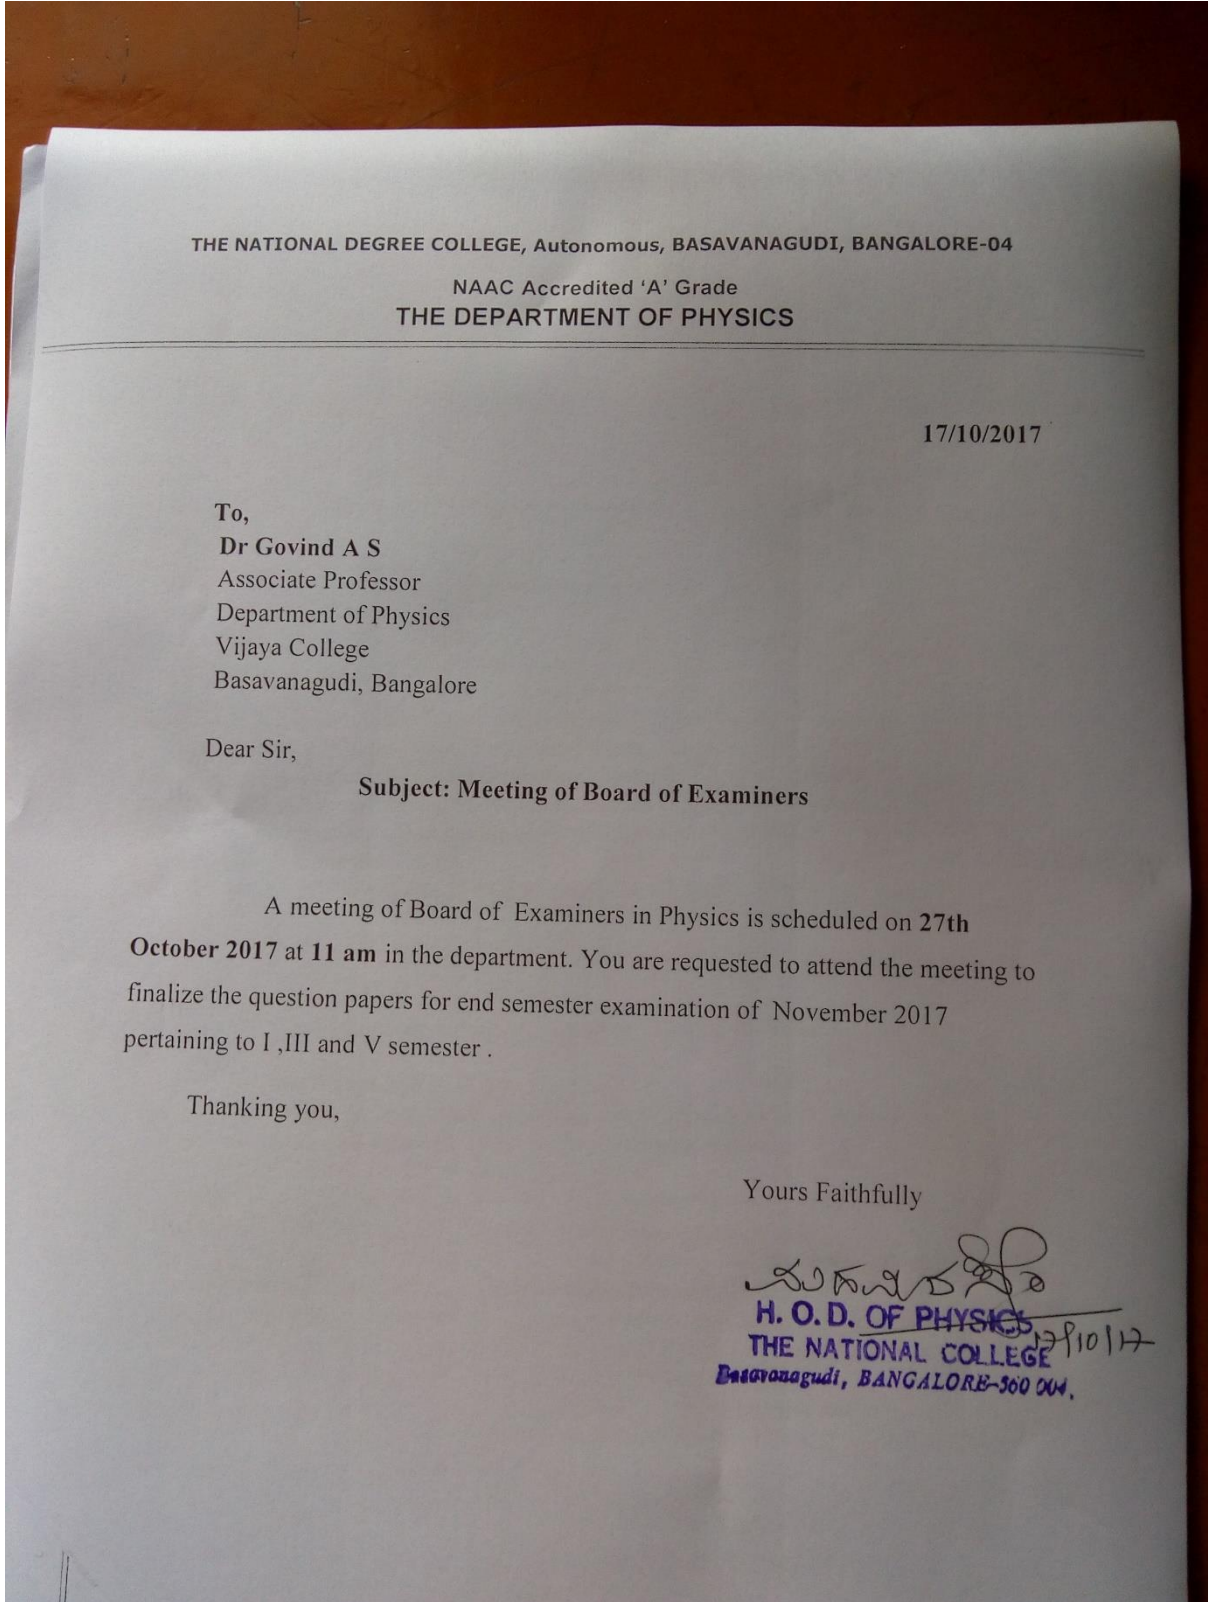 THE NATIONAL DEGREE COLLEGE, Autonomous, BASAVANAGUDI, BANGALORE-04
NAAC Accredited ‘A’ Grade
THE DEPARTMENT OF PHYSICS
17/10/2017
To,
Dr Govind A S
Associate Professor
Department of Physics
Vijaya College
Basavanagudi, Bangalore
Dear Sir,
Subject: Meeting of Board of Examiners
A meeting of Board of Examiners in Physics is scheduled on 27th
October 2017 at 11 am in the department. You are requested to attend the meeting to
finalize the question papers for end semester examination of November 2017
pertaining to I ,III and V semester .
Thanking you,
Yours Faithfully
H. O. D. OF PHYSICS
17/10/17
THE NATIONAL COLLEGE
Basavanagudi, BANGALORE-560 004.